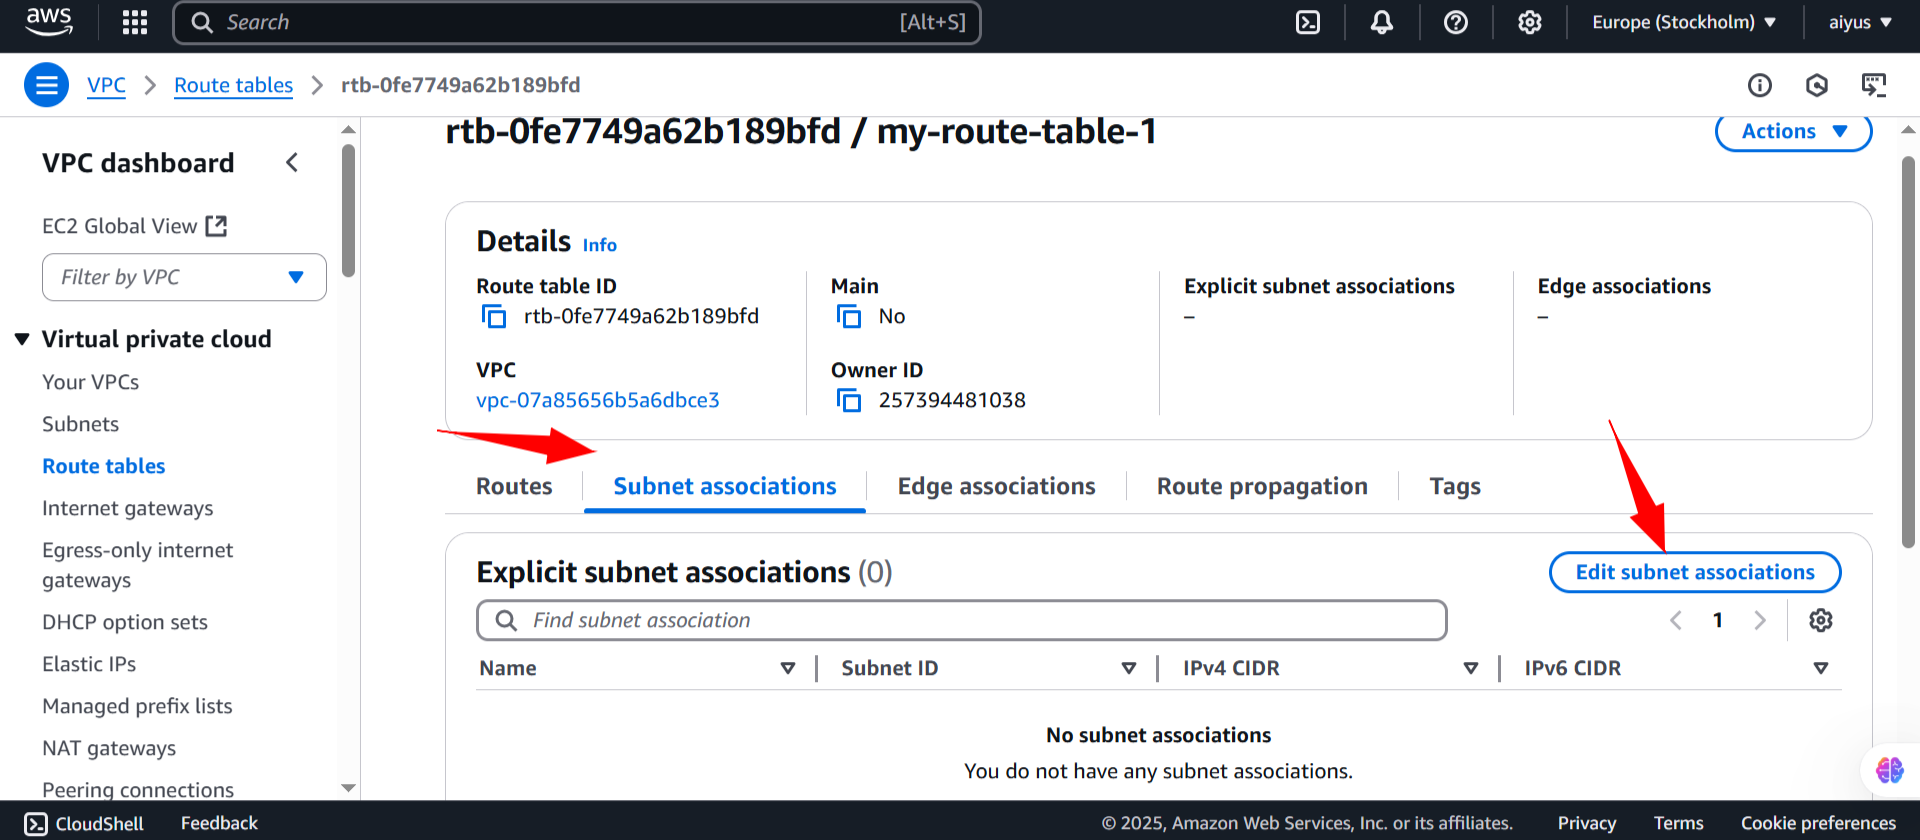 aws
Search [Alt+S]
Europe (Stockholm)
aiyus
VPC
Route tables
rtb-0fe7749a62b189bfd
VPC dashboard
EC2 Global View
Filter by VPC
Virtual private cloud
Your VPCs
Subnets
Route tables
Internet gateways
Egress-only internet
gateways
DHCP option sets
Elastic IPs
Managed prefix lists
NAT gateways
Peering connections
rtb-0fe7749a62b189bfd / my-route-table-1
Actions
Details Info
Route table ID
rtb-0fe7749a62b189bfd
Main
No
Explicit subnet associations
–
Edge associations
–
VPC
vpc-07a85656b5a6dbce3
Owner ID
257394481038
Routes
Subnet associations
Edge associations
Route propagation
Tags
Explicit subnet associations (0)
Edit subnet associations
Find subnet association
1
Name
Subnet ID
IPv4 CIDR
IPv6 CIDR
No subnet associations
You do not have any subnet associations.
CloudShell
Feedback
© 2025, Amazon Web Services, Inc. or its affiliates.
Privacy
Terms
Cookie preferences